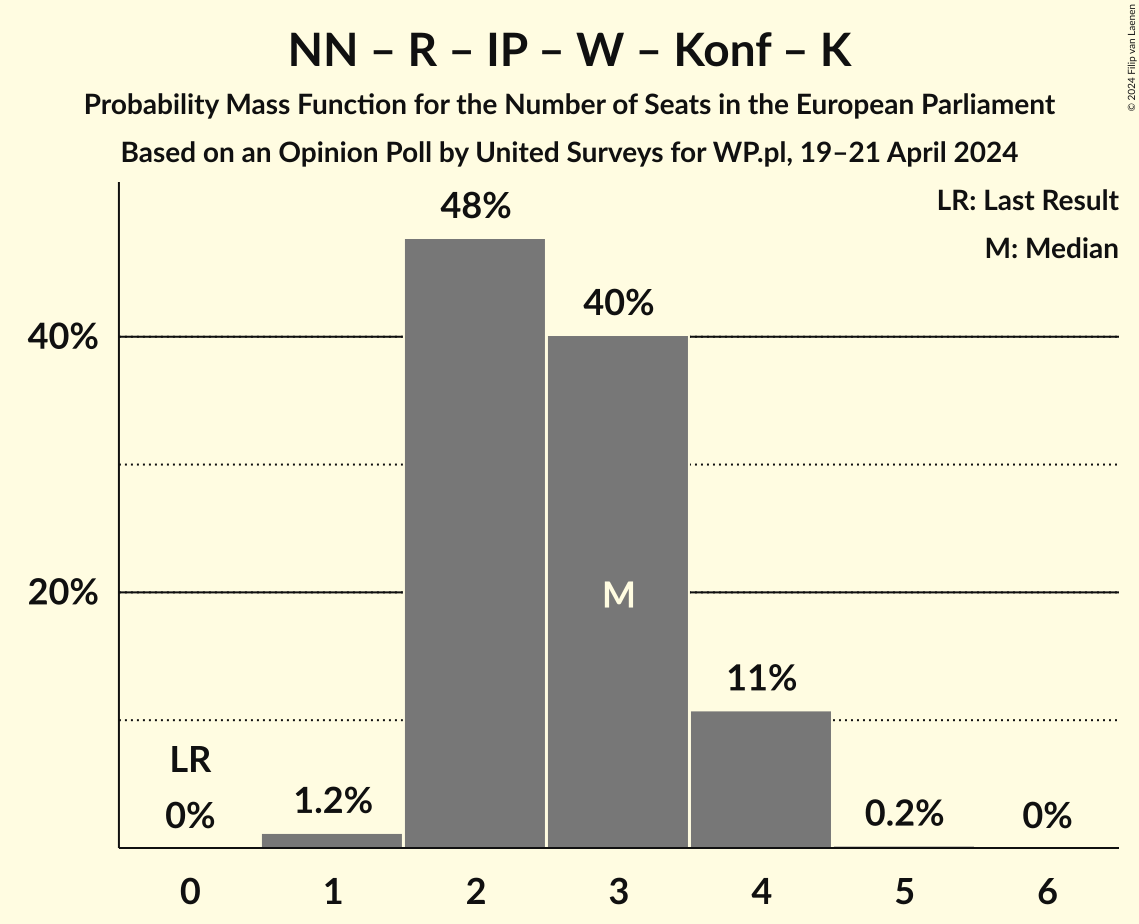 NN – R – IP – W – Konf – K
Probability Mass Function for the Number of Seats in the European Parliament
Based on an Opinion Poll by United Surveys for WP.pl, 19–21 April 2024
© 2024 Filip van Laenen
LR: Last Result
M: Median
48%
40%
40%
20%
M
11%
LR
0%
1.2%
0.2%
0%
0 1 2 3 4 5 6